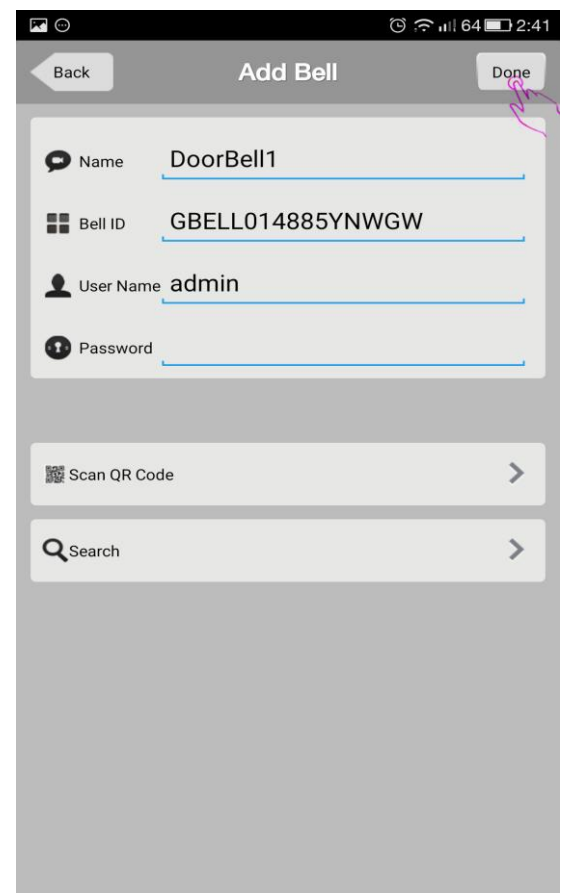 64 2:41
Back Add Bell Done
Name DoorBell1
Bell ID GBELL014885YNWGW
User Name admin
Password
Scan QR Code
Search